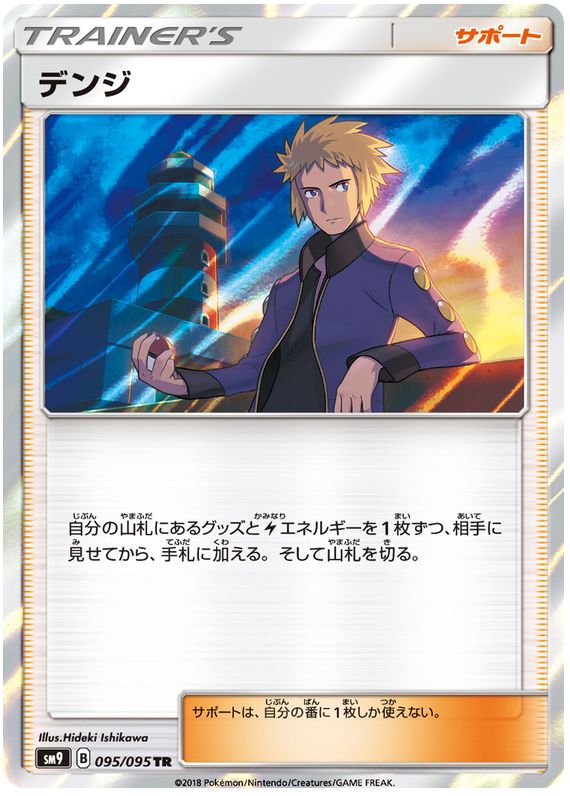 TRAINER'S サポート
デンジ
自分の山札にあるグッズと⚡エネルギーを1枚ずつ、相手に
見せてから、手札に加える。そして山札を切る。
サポートは、自分の番に1枚しか使えない。
Illus.Hideki Ishikawa
SM9 B 095/095 TR
©2018 Pokémon/Nintendo/Creatures/GAME FREAK.